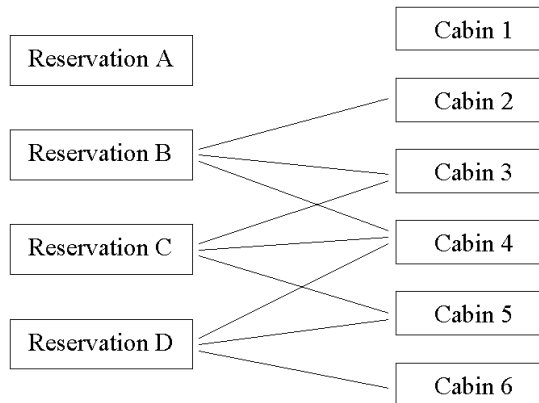 Reservation A
Reservation B
Reservation C
Reservation D
Cabin 1
Cabin 2
Cabin 3
Cabin 4
Cabin 5
Cabin 6